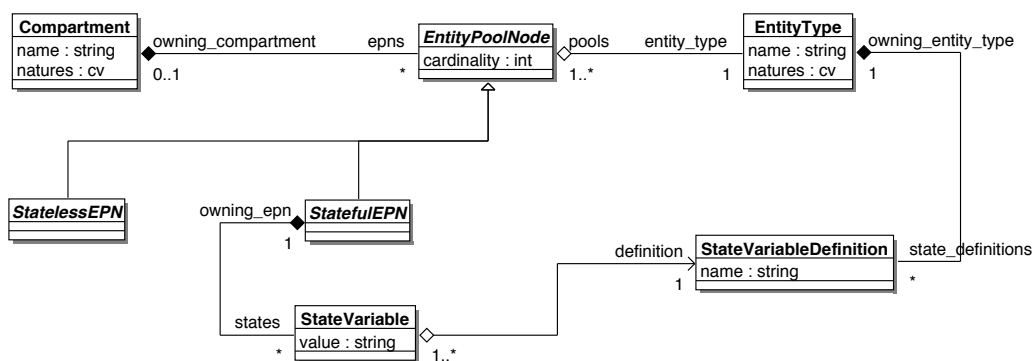 Compartment
name : string
natures : cv
owning_compartment
0..1
epns
*
EntityPoolNode
cardinality : int
pools
1..*
entity_type
1
EntityType
name : string
natures : cv
owning_entity_type
1
StatelessEPN
owning_epn
1
StatefulEPN
definition
1
StateVariableDefinition
name : string
state_definitions
*
states
*
StateVariable
value : string
1..*